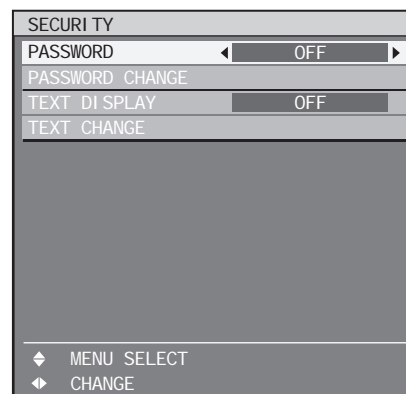 SECURITY
PASSWORD OFF
PASSWORD CHANGE
TEXT DISPLAY OFF
TEXT CHANGE
MENU SELECT
CHANGE